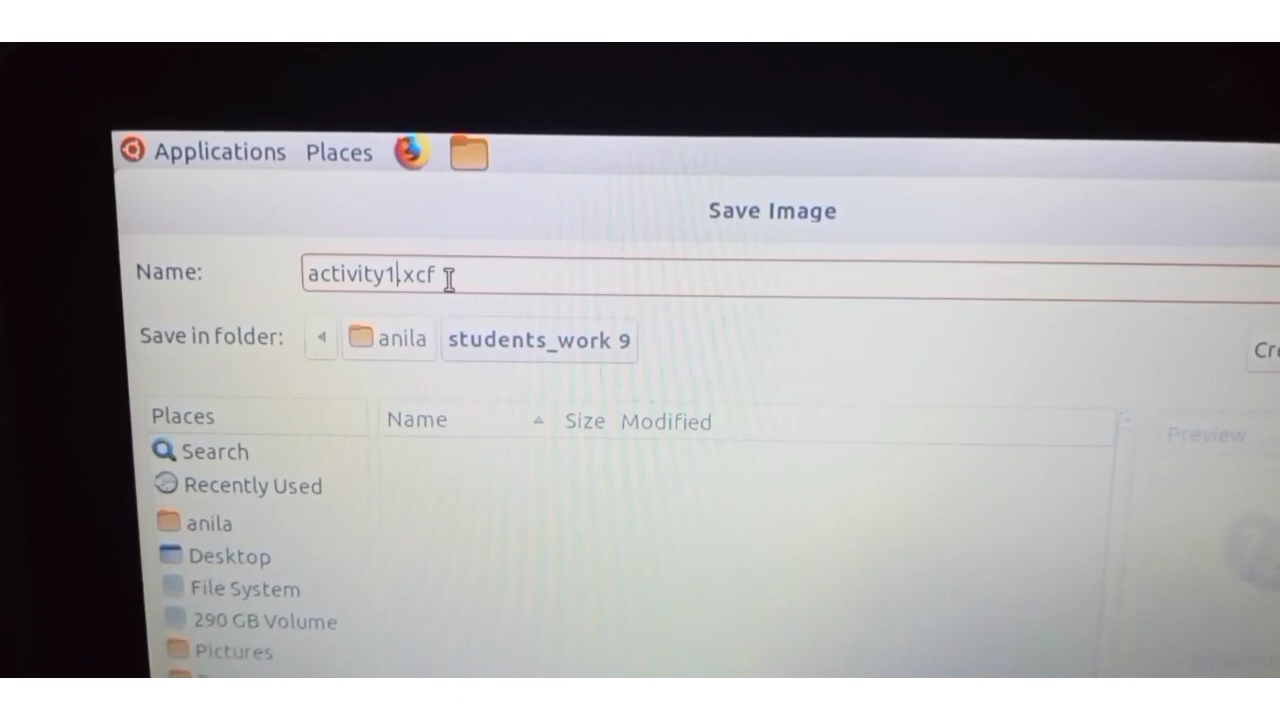 Applications Places
Save Image
Name: activity1.xcf
Save in folder: anila students_work 9
Places Name Size Modified
Preview
Search
Recently Used
anila
Desktop
File System
290 GB Volume
Pictures